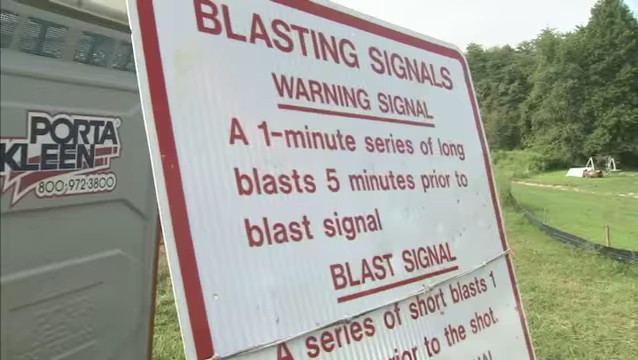 PORTA
KLEEN
800-972-3800
BLASTING SIGNALS
WARNING SIGNAL
A 1-minute series of long
blasts 5 minutes prior to
blast signal
BLAST SIGNAL
A series of short blasts 1
prior to the shot.